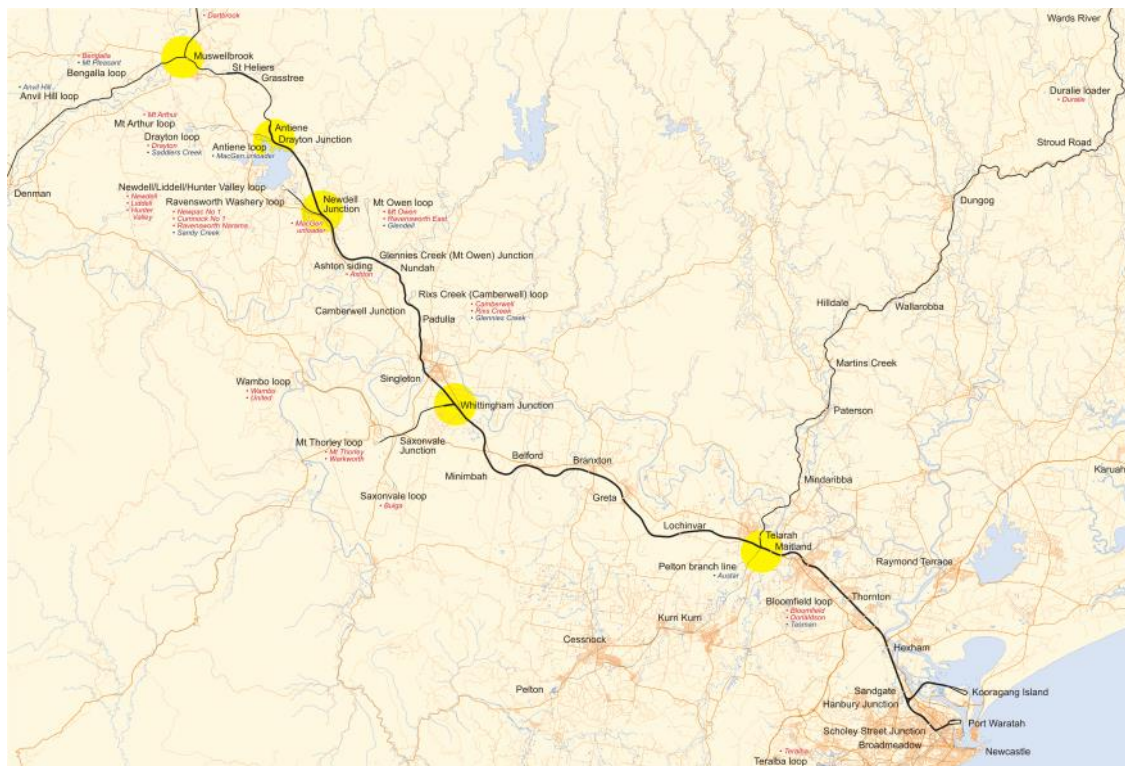 • Dartbrook
Wards River
• Bengalla
• Mt Pleasant
Muswellbrook
Bengalla loop
St Heliers
Grasstree
• Anvil Hill
Anvil Hill loop
Duralie loader
• Duralie
• Mt Arthur
Mt Arthur loop
Antiene
Drayton Junction
Drayton loop
• Drayton
• Saddlers Creek
Antiene loop
• MacGen unloader
Stroud Road
Denman
Newdell/Liddell/Hunter Valley loop
• Newdell
• Liddell
• Hunter
Valley
Ravensworth Washery loop
• Newpac No 1
• Cumnock No 1
• Ravensworth Narama
• Sandy Creek
Newdell
Junction
• MacGen
unloader
Mt Owen loop
• Mt Owen
• Ravensworth East
• Glendell
Dungog
Glennies Creek (Mt Owen) Junction
Ashton siding
• Ashton
Nundah
Rixs Creek (Camberwell) loop
• Camberwell
• Rixs Creek
• Glennies Creek
Camberwell Junction
Padulla
Hilldale
Wallarobba
Martins Creek
Wambo loop
• Wambo
• United
Singleton
Whittingham Junction
Paterson
Mt Thorley loop
• Mt Thorley
• Warkworth
Saxonvale
Junction
Belford
Branxton
Minimbah
Mindaribba
Karuah
Saxonvale loop
• Bulga
Greta
Lochinvar
Telarah
Maitland
Pelton branch line
• Austar
Raymond Terrace
Bloomfield loop
• Bloomfield
• Donaldson
• Tasman
Thornton
Kurri Kurri
Cessnock
Hexham
Pelton
Sandgate
Hanbury Junction
Kooragang Island
Scholey Street Junction
Port Waratah
Broadmeadow
Newcastle
• Teralba
Teralba loop